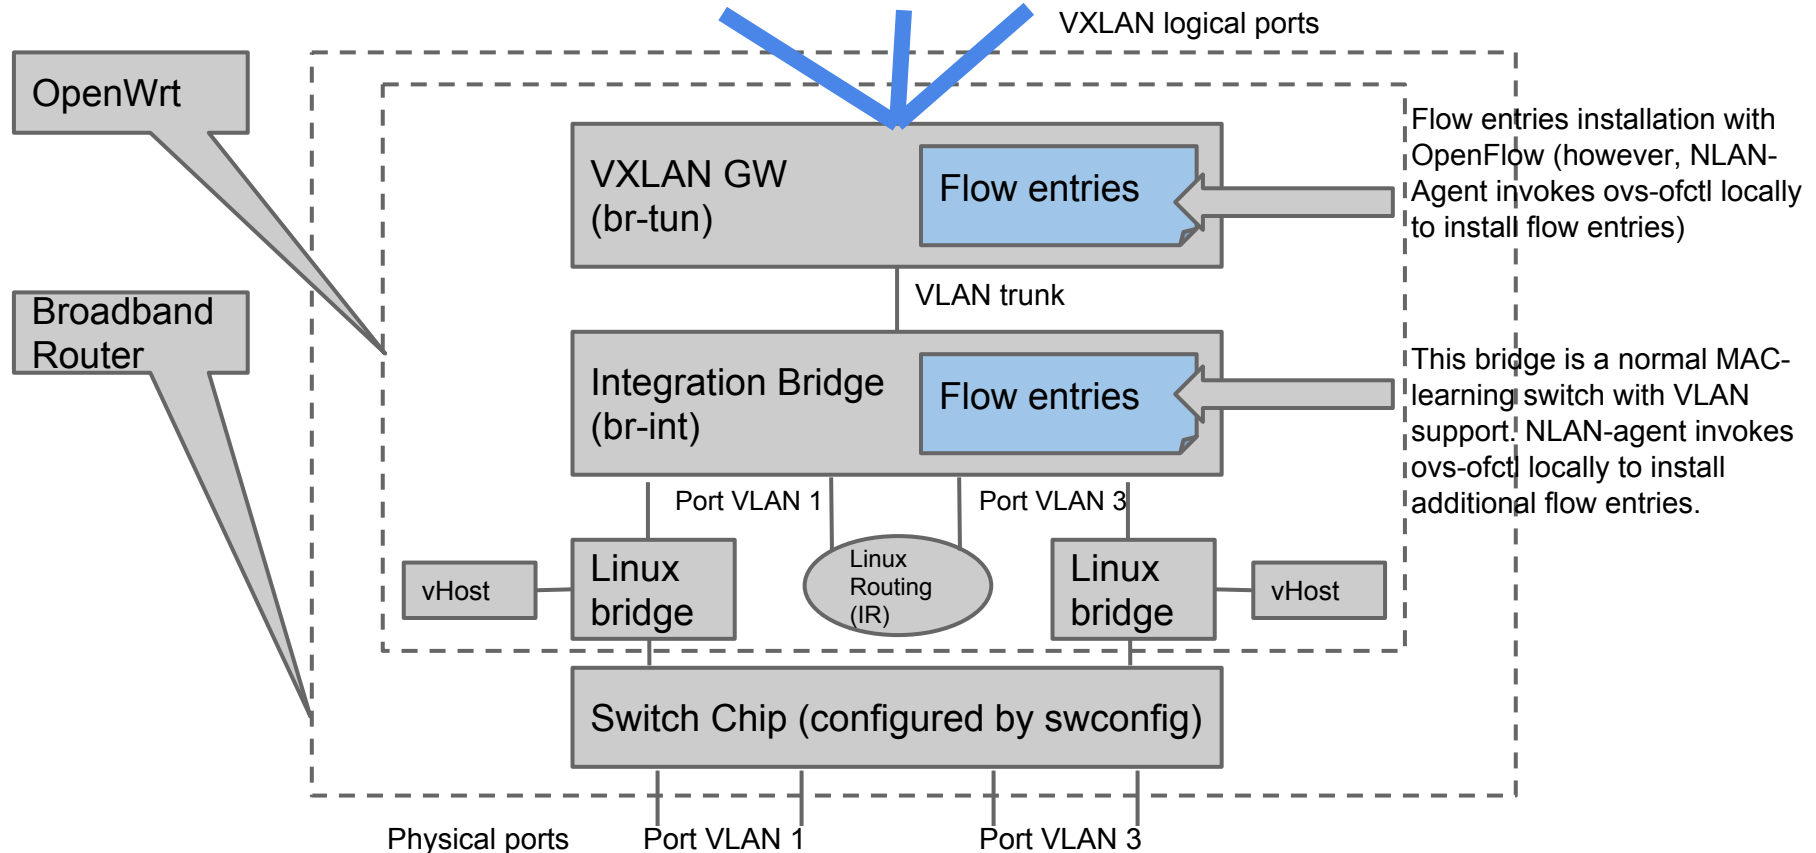 VXLAN logical ports
OpenWrt
Flow entries installation with
OpenFlow (however, NLAN-
Agent invokes ovs-ofctl locally
to install flow entries)
VXLAN GW
(br-tun)
Flow entries
VLAN trunk
Broadband
Router
Integration Bridge
(br-int)
Flow entries
This bridge is a normal MAC-
learning switch with VLAN
support. NLAN-agent invokes
ovs-ofctl locally to install
additional flow entries.
Port VLAN 1
Port VLAN 3
vHost
Linux
bridge
Linux
Routing
(IR)
Linux
bridge
vHost
Switch Chip (configured by swconfig)
Physical ports
Port VLAN 1
Port VLAN 3